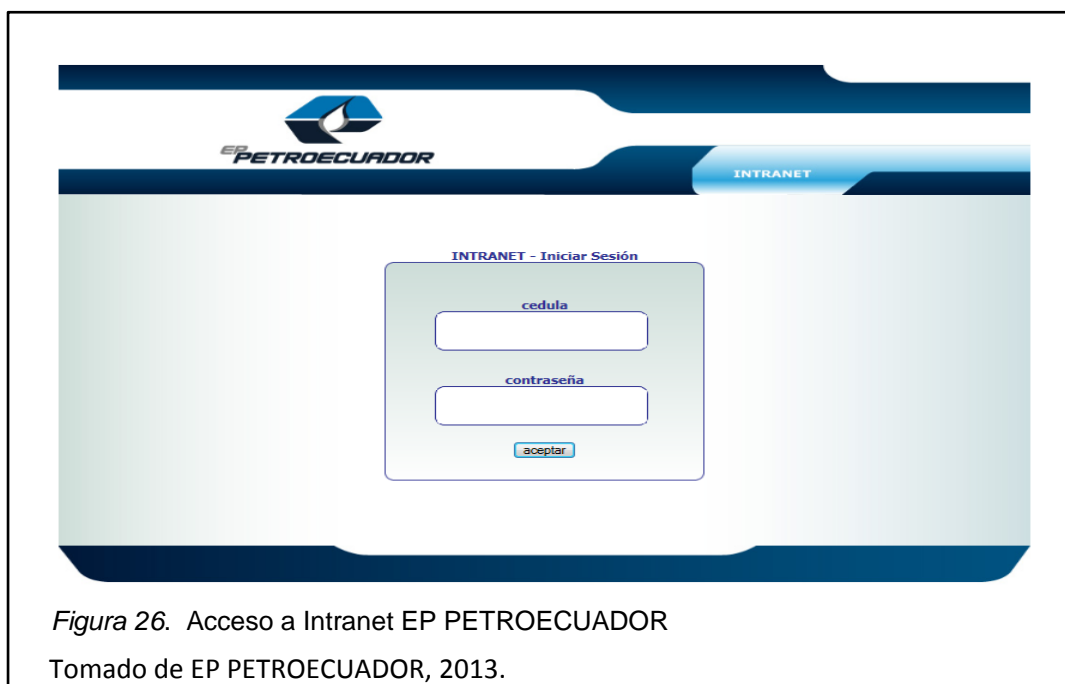 EP PETROECUADOR
INTRANET
INTRANET - Iniciar Sesión
cedula
contraseña
aceptar
Figura 26. Acceso a Intranet EP PETROECUADOR
Tomado de EP PETROECUADOR, 2013.